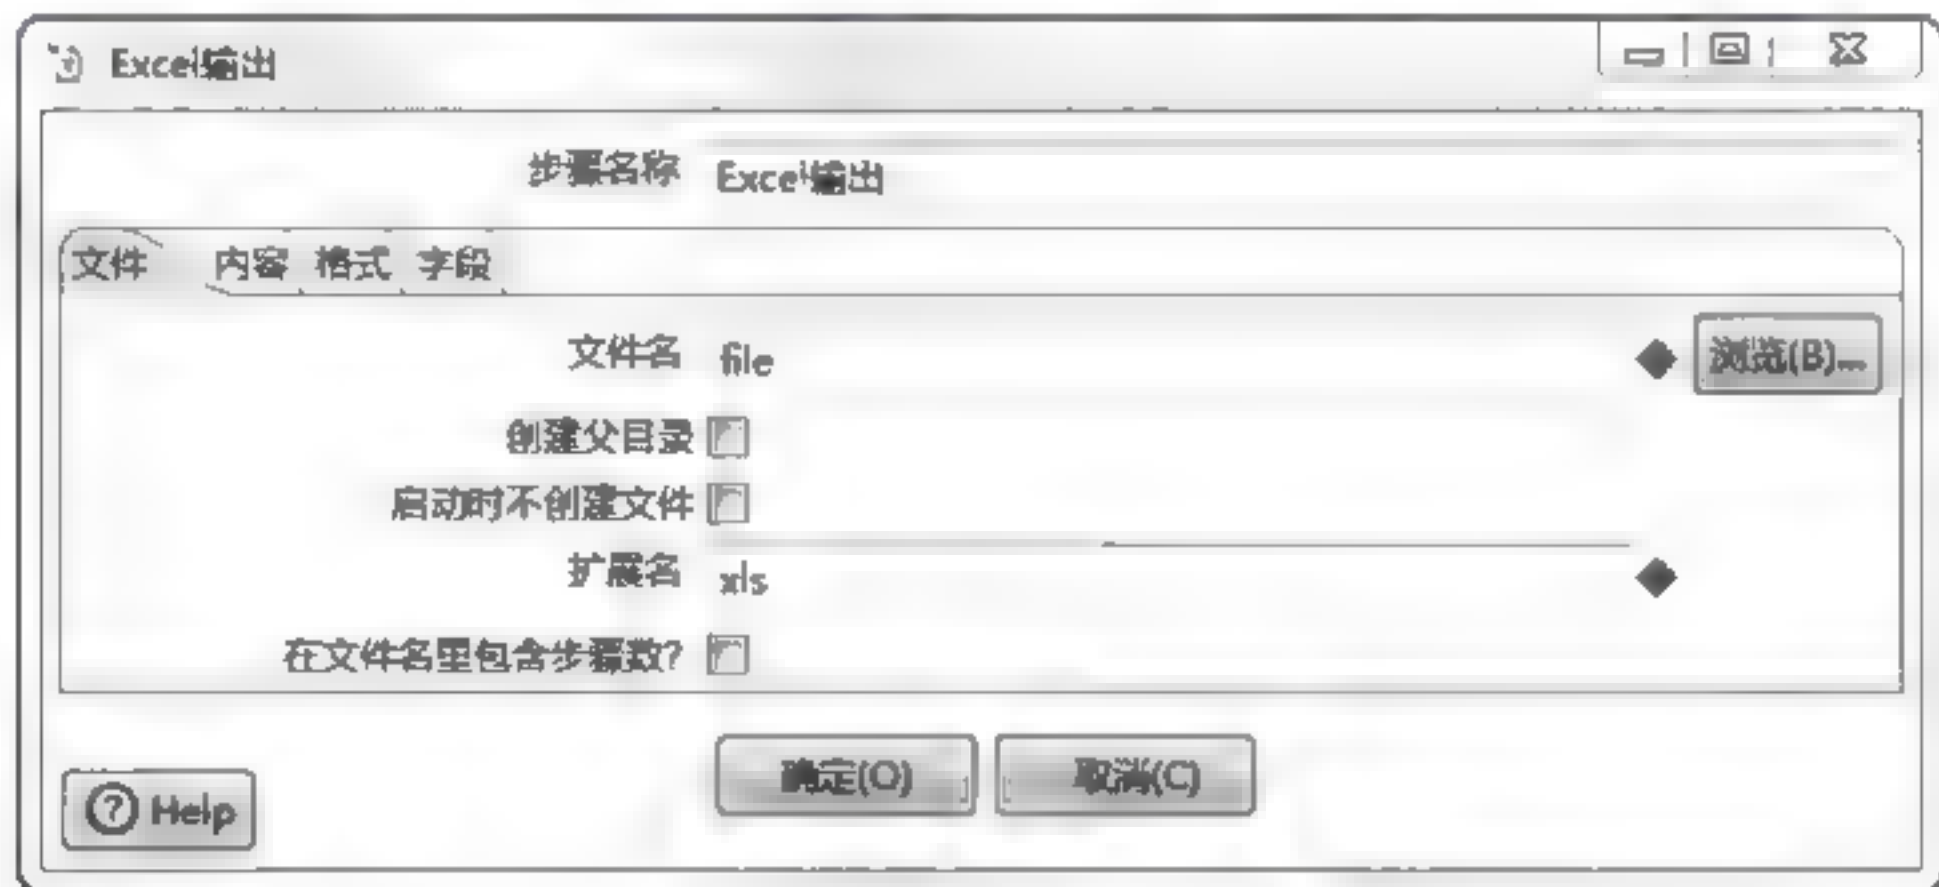 Excel输出
步骤名称 Excel输出
文件 内容 格式 字段
文件名 file 浏览(B)...
创建父目录
启动时不创建文件
扩展名 xls
在文件名里包含步骤数?
确定(O) 取消(C)
Help